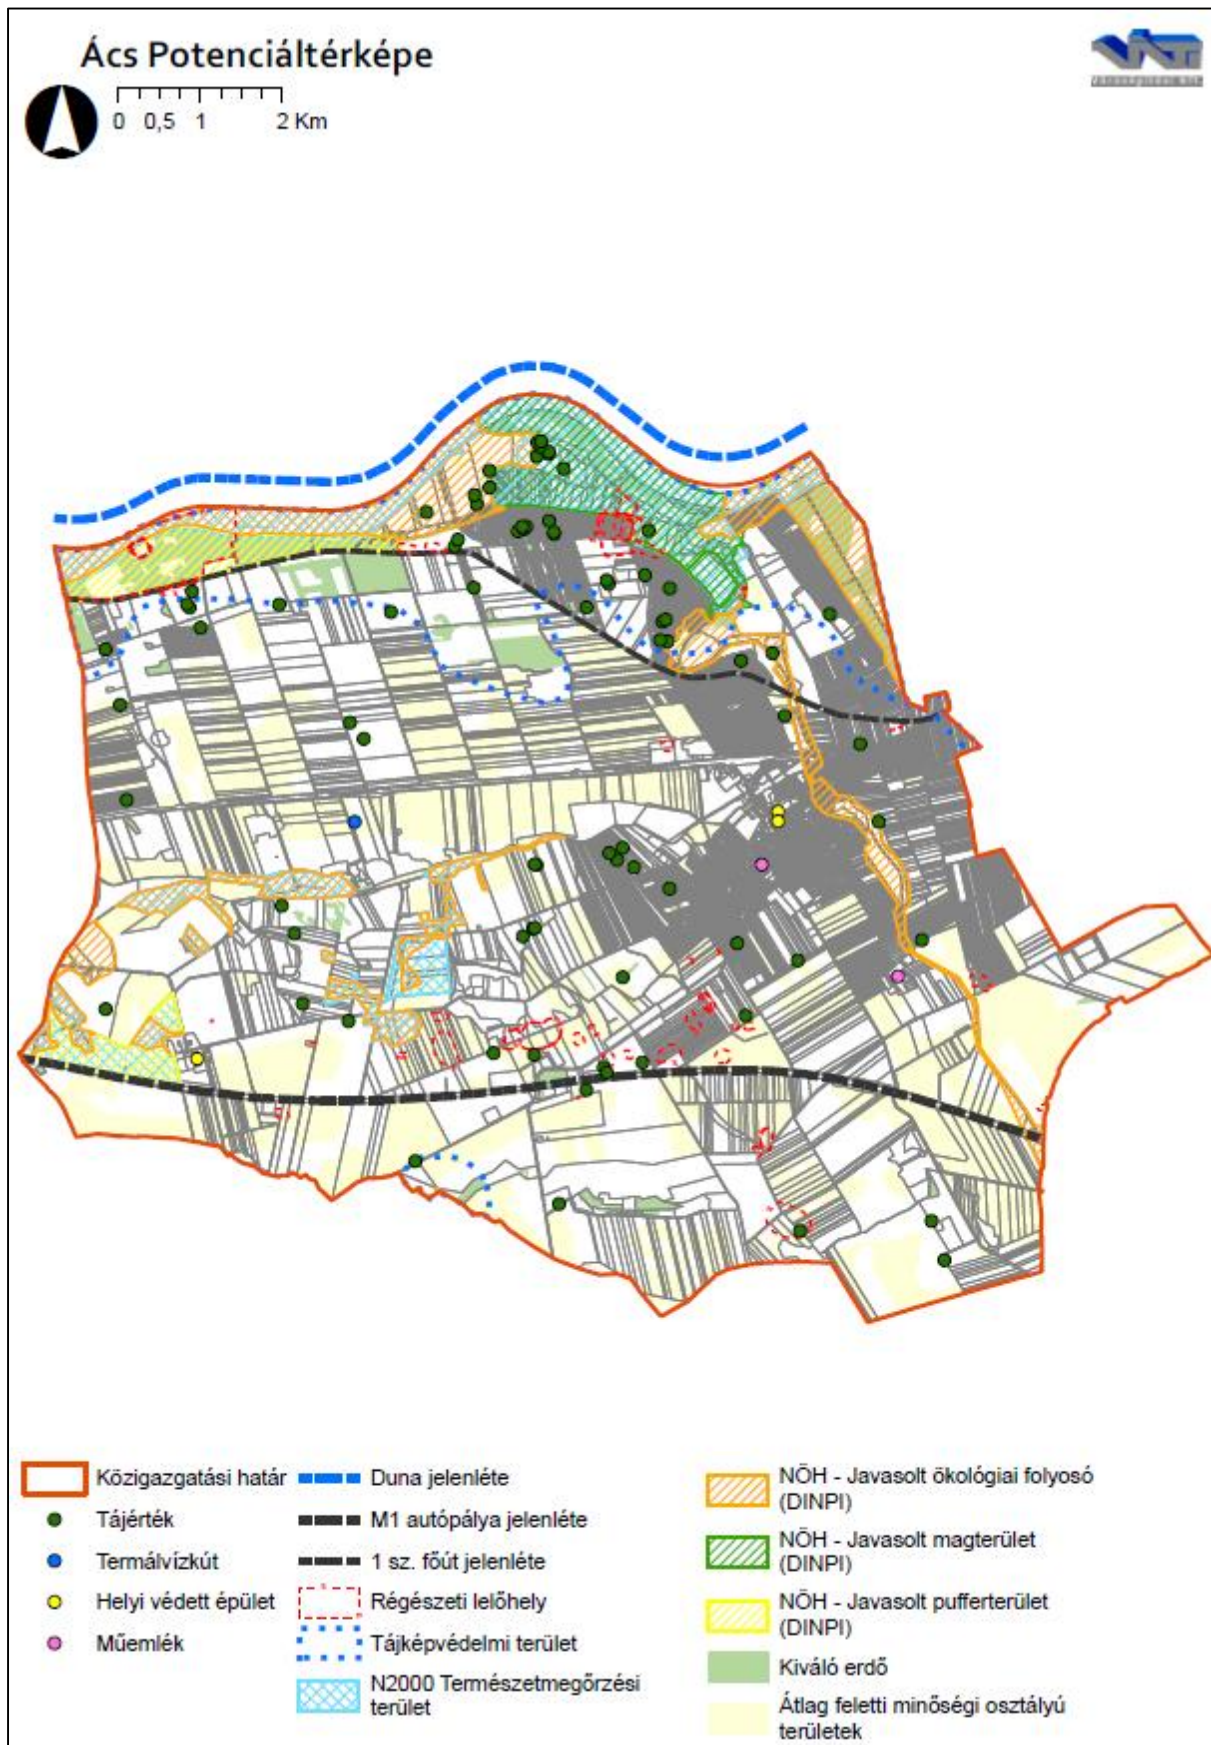 Ács Potenciáltérképe
0 0,5 1 2 Km
Közigazgatási határ
Tájérték
Termálvízkút
Helyi védett épület
Műemlék
Duna jelenléte
M1 autópálya jelenléte
1 sz. főút jelenléte
Régészeti lelőhely
Tájképvédelmi terület
N2000 Természetmegőrzési
terület
NÖH - Javasolt ökológiai folyosó
(DINPI)
NÖH - Javasolt magterület
(DINPI)
NÖH - Javasolt pufferterület
(DINPI)
Kiváló erdő
Átlag feletti minőségi osztályú
területek